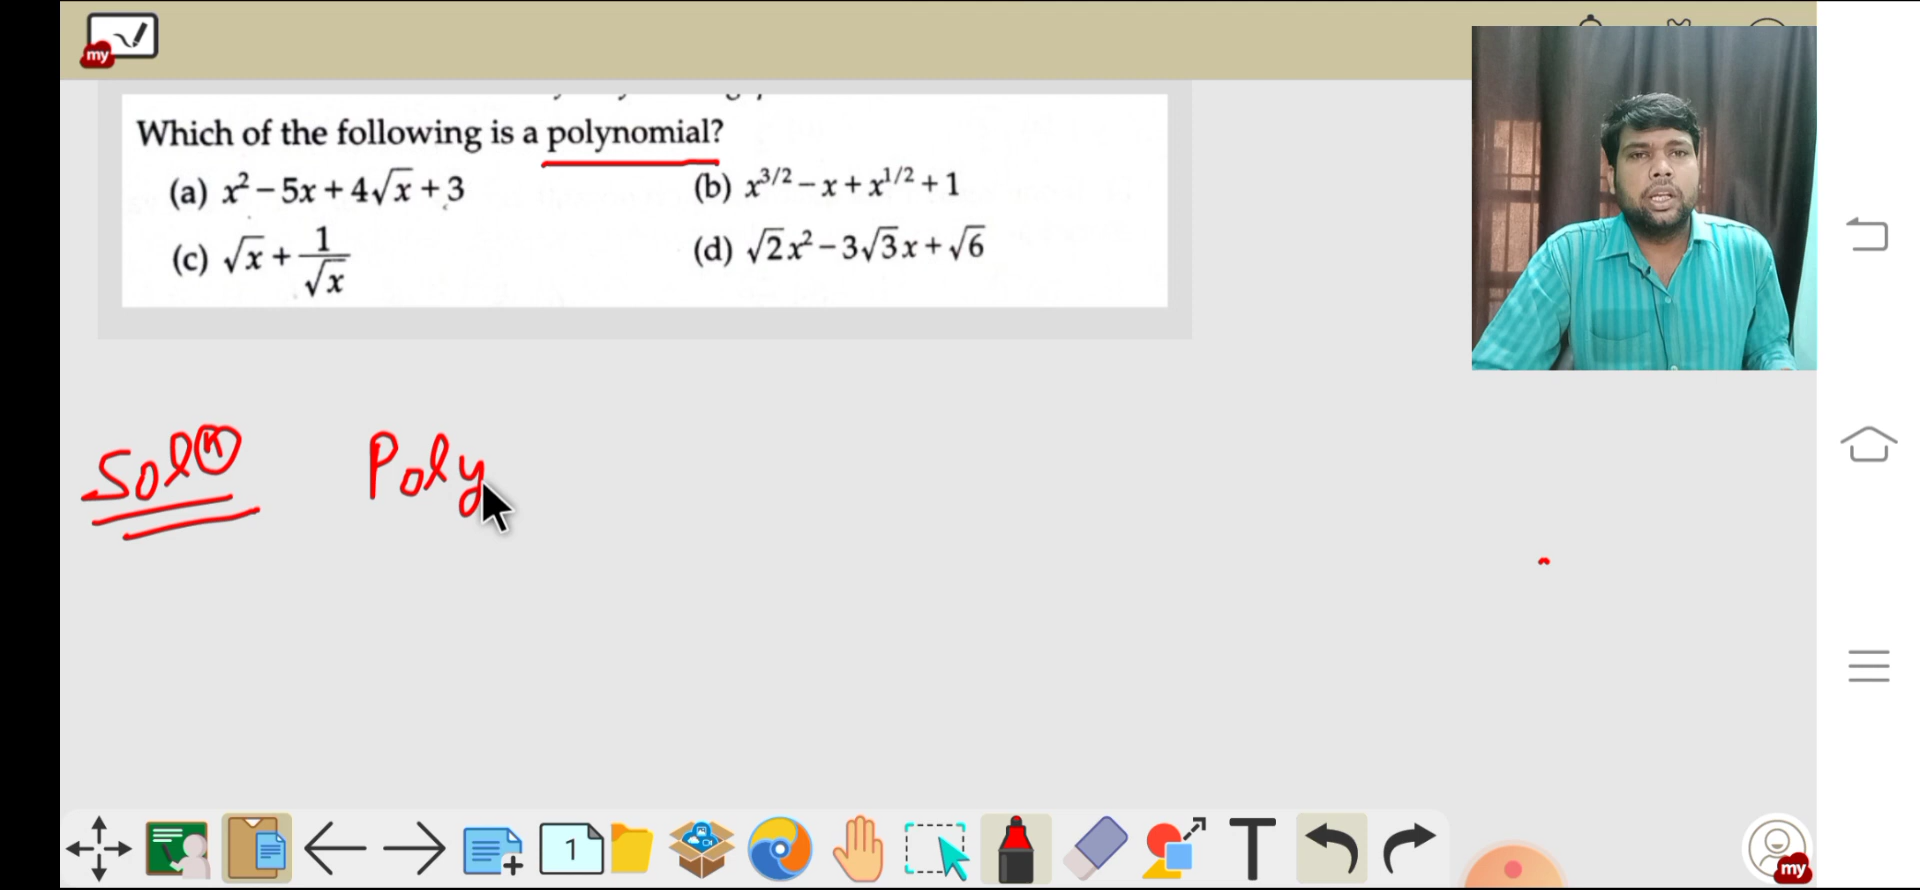 my
Which of the following is a polynomial?
(a) x² – 5x + 4√x + 3
(b) x^3/2 – x + x^1/2 + 1
(c) √x + 1/√x
(d) √2x² – 3√3x + √6
Solⓝ Poly
1
T
my